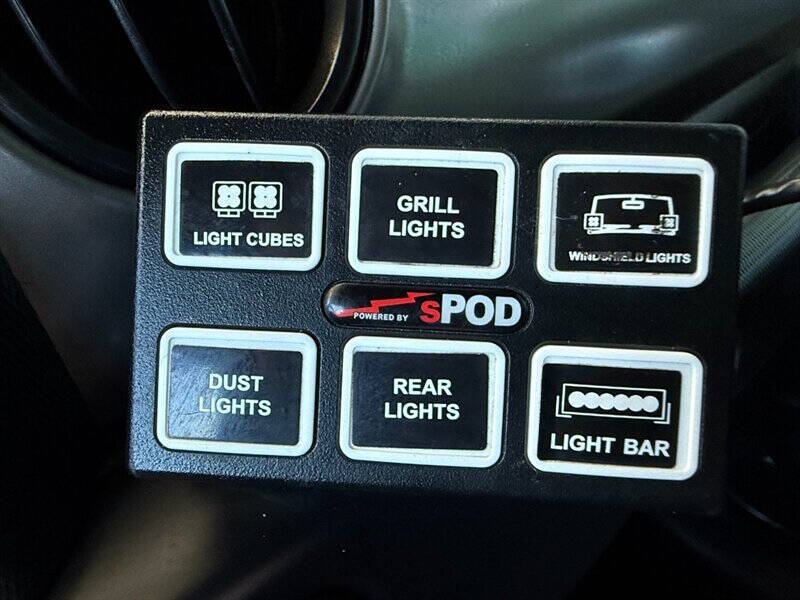 LIGHT CUBES
GRILL
LIGHTS
WINDSHIELD LIGHTS
POWERED BY sPOD
DUST
LIGHTS
REAR
LIGHTS
LIGHT BAR